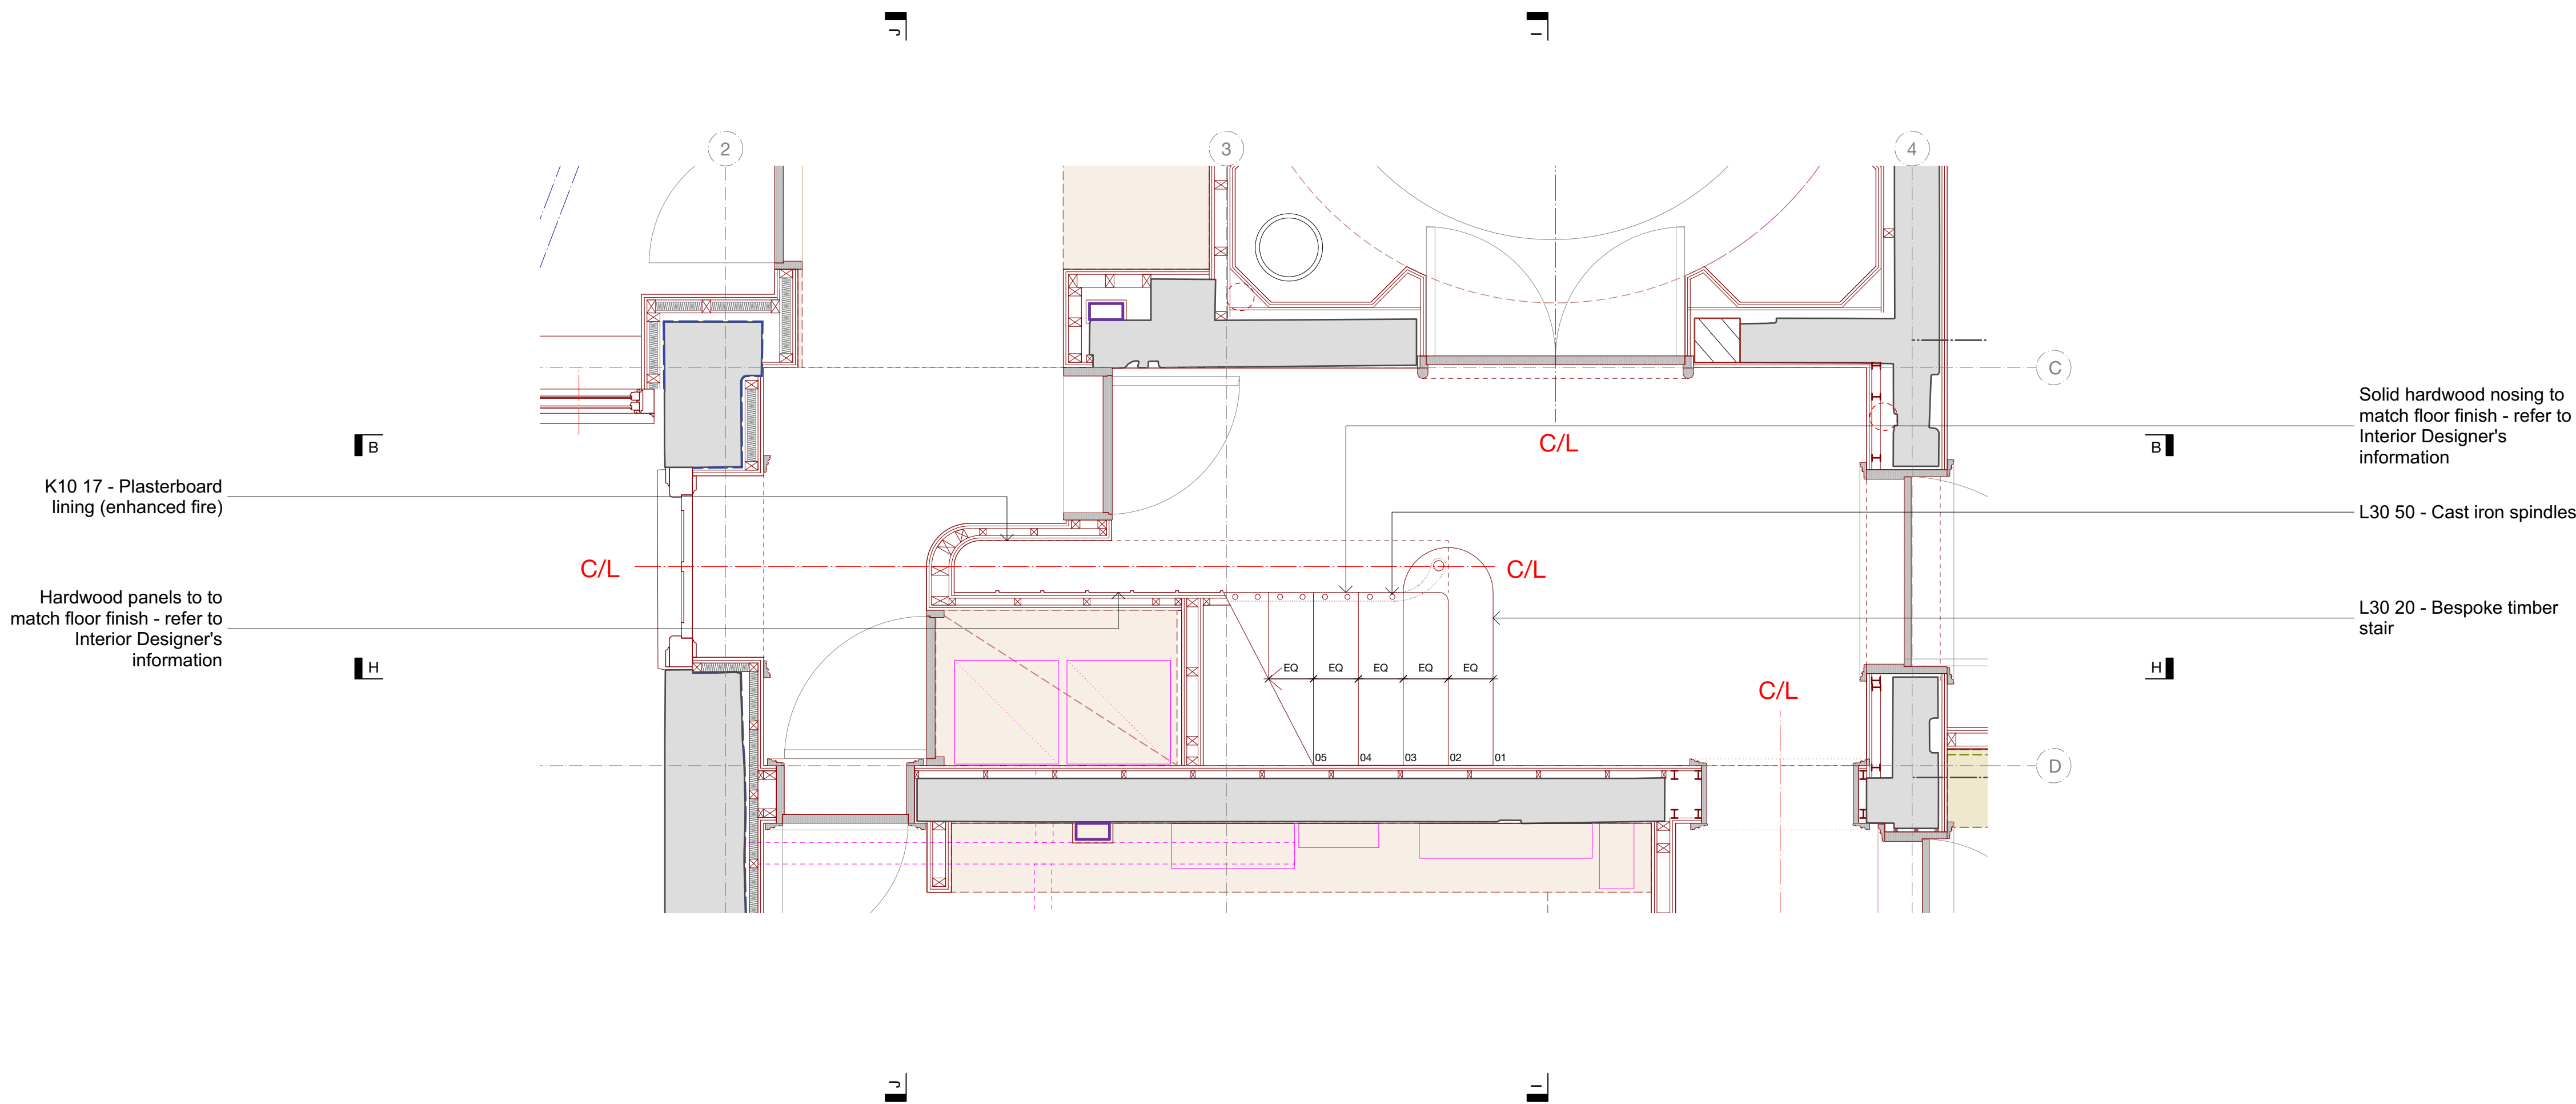 J
I
2
3
4
C
Solid hardwood nosing to
match floor finish - refer to
Interior Designer's
information
B
C/L
B
K10 17 - Plasterboard
lining (enhanced fire)
L30 50 - Cast iron spindles
C/L
C/L
Hardwood panels to to
match floor finish - refer to
Interior Designer's
information
L30 20 - Bespoke timber
stair
H
EQ
EQ
EQ
EQ
EQ
H
C/L
05
04
03
02
01
D
J
I